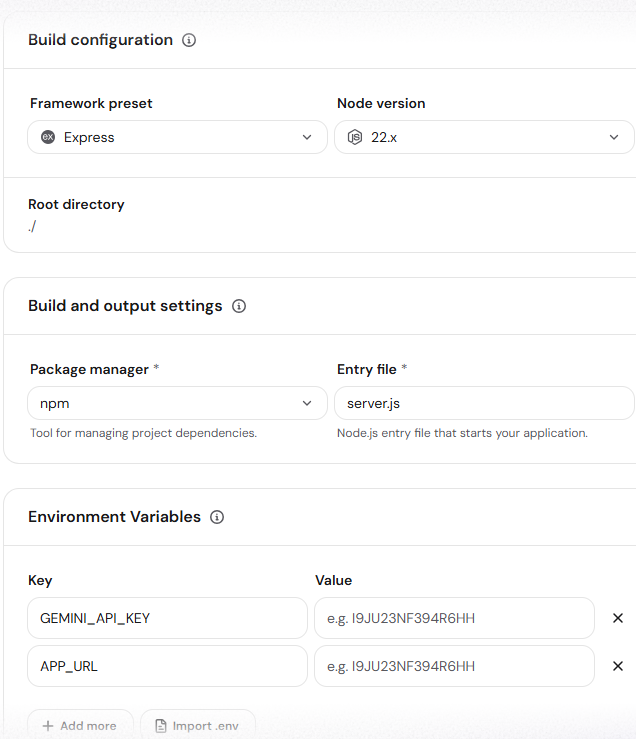 Build configuration
Framework preset
Node version
ex Express
JS 22.x
Root directory
./
Build and output settings
Package manager *
Entry file *
npm
server.js
Tool for managing project dependencies.
Node.js entry file that starts your application.
Environment Variables
Key
Value
GEMINI_API_KEY
e.g. I9JU23NF394R6HH
APP_URL
e.g. I9JU23NF394R6HH
Add more
Import .env